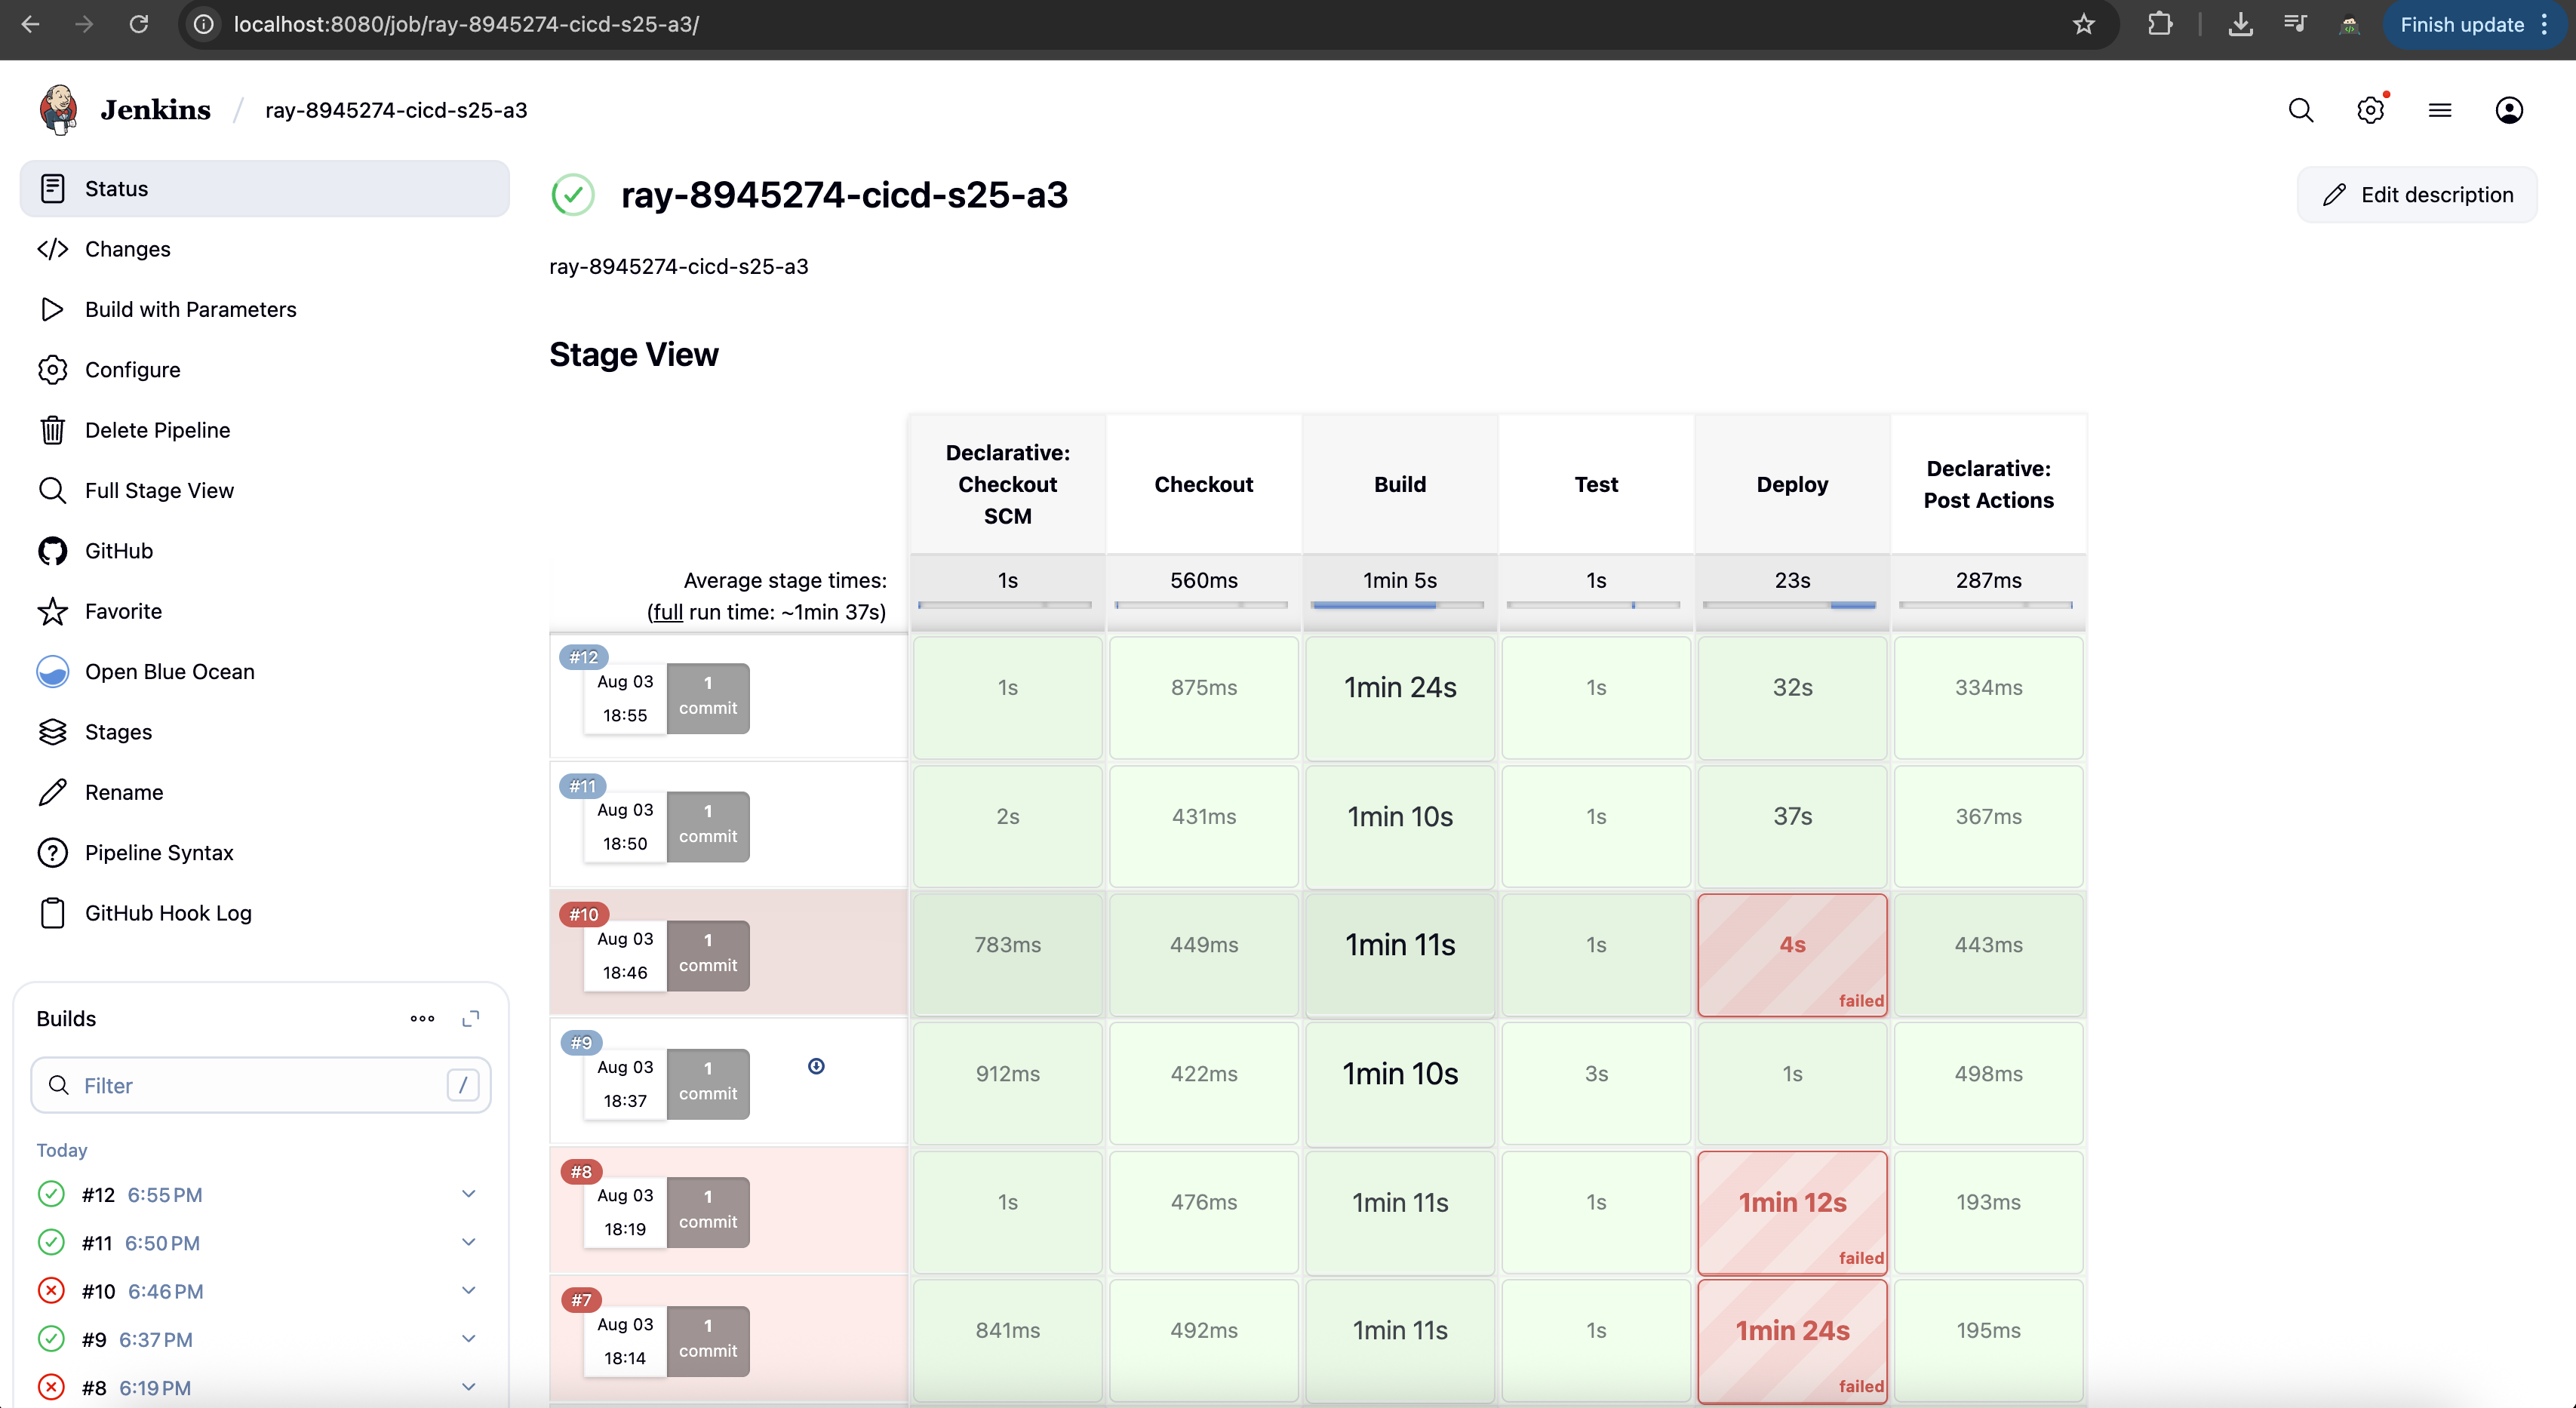 localhost:8080/job/ray-8945274-cicd-s25-a3/
Finish update
Jenkins / ray-8945274-cicd-s25-a3
Status
Changes
Build with Parameters
Configure
Delete Pipeline
Full Stage View
GitHub
Favorite
Open Blue Ocean
Stages
Rename
Pipeline Syntax
GitHub Hook Log
Builds
Filter
/
Today
#12 6:55 PM
#11 6:50 PM
#10 6:46 PM
#9 6:37 PM
#8 6:19 PM
ray-8945274-cicd-s25-a3
Edit description
ray-8945274-cicd-s25-a3
Stage View
Declarative: Checkout SCM
Checkout
Build
Test
Deploy
Declarative: Post Actions
Average stage times:
(full run time: ~1min 37s)
1s
560ms
1min 5s
1s
23s
287ms
#12
Aug 03
18:55
1
commit
1s
875ms
1min 24s
1s
32s
334ms
#11
Aug 03
18:50
1
commit
2s
431ms
1min 10s
1s
37s
367ms
#10
Aug 03
18:46
1
commit
783ms
449ms
1min 11s
1s
4s
failed
443ms
#9
Aug 03
18:37
1
commit
912ms
422ms
1min 10s
3s
1s
498ms
#8
Aug 03
18:19
1
commit
1s
476ms
1min 11s
1s
1min 12s
failed
193ms
#7
Aug 03
18:14
1
commit
841ms
492ms
1min 11s
1s
1min 24s
failed
195ms